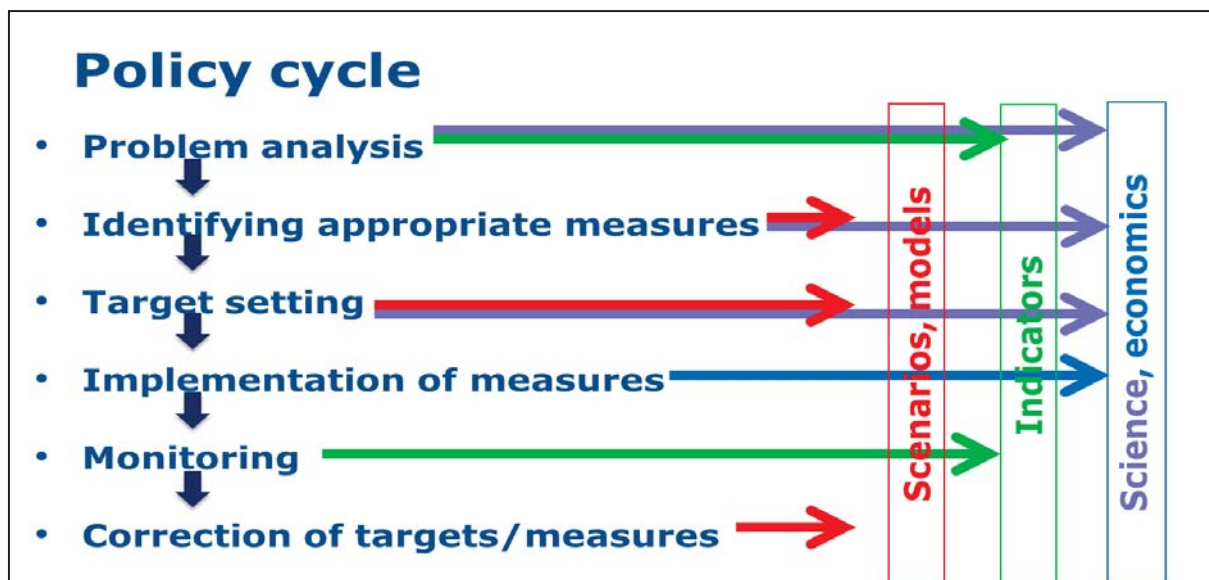 Policy cycle
• Problem analysis
• Identifying appropriate measures
• Target setting
• Implementation of measures
• Monitoring
• Correction of targets/measures
Scenarios, models
Indicators
Science, economics